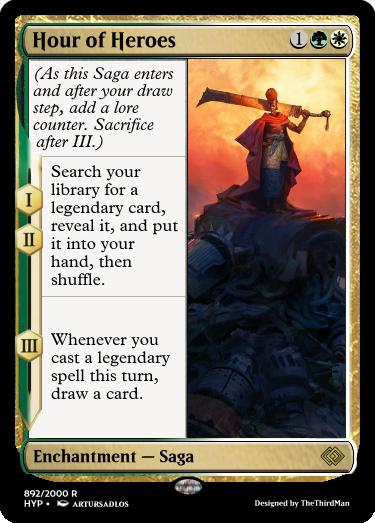 Hour of Heroes 1
(As this Saga enters
and after your draw
step, add a lore
counter. Sacrifice
after III.)
I
II
Search your
library for a
legendary card,
reveal it, and put
it into your
hand, then
shuffle.
III
Whenever you
cast a legendary
spell this turn,
draw a card.
Enchantment — Saga
892/2000 R
HYP • ARTURSADLOS
Designed by TheThirdMan